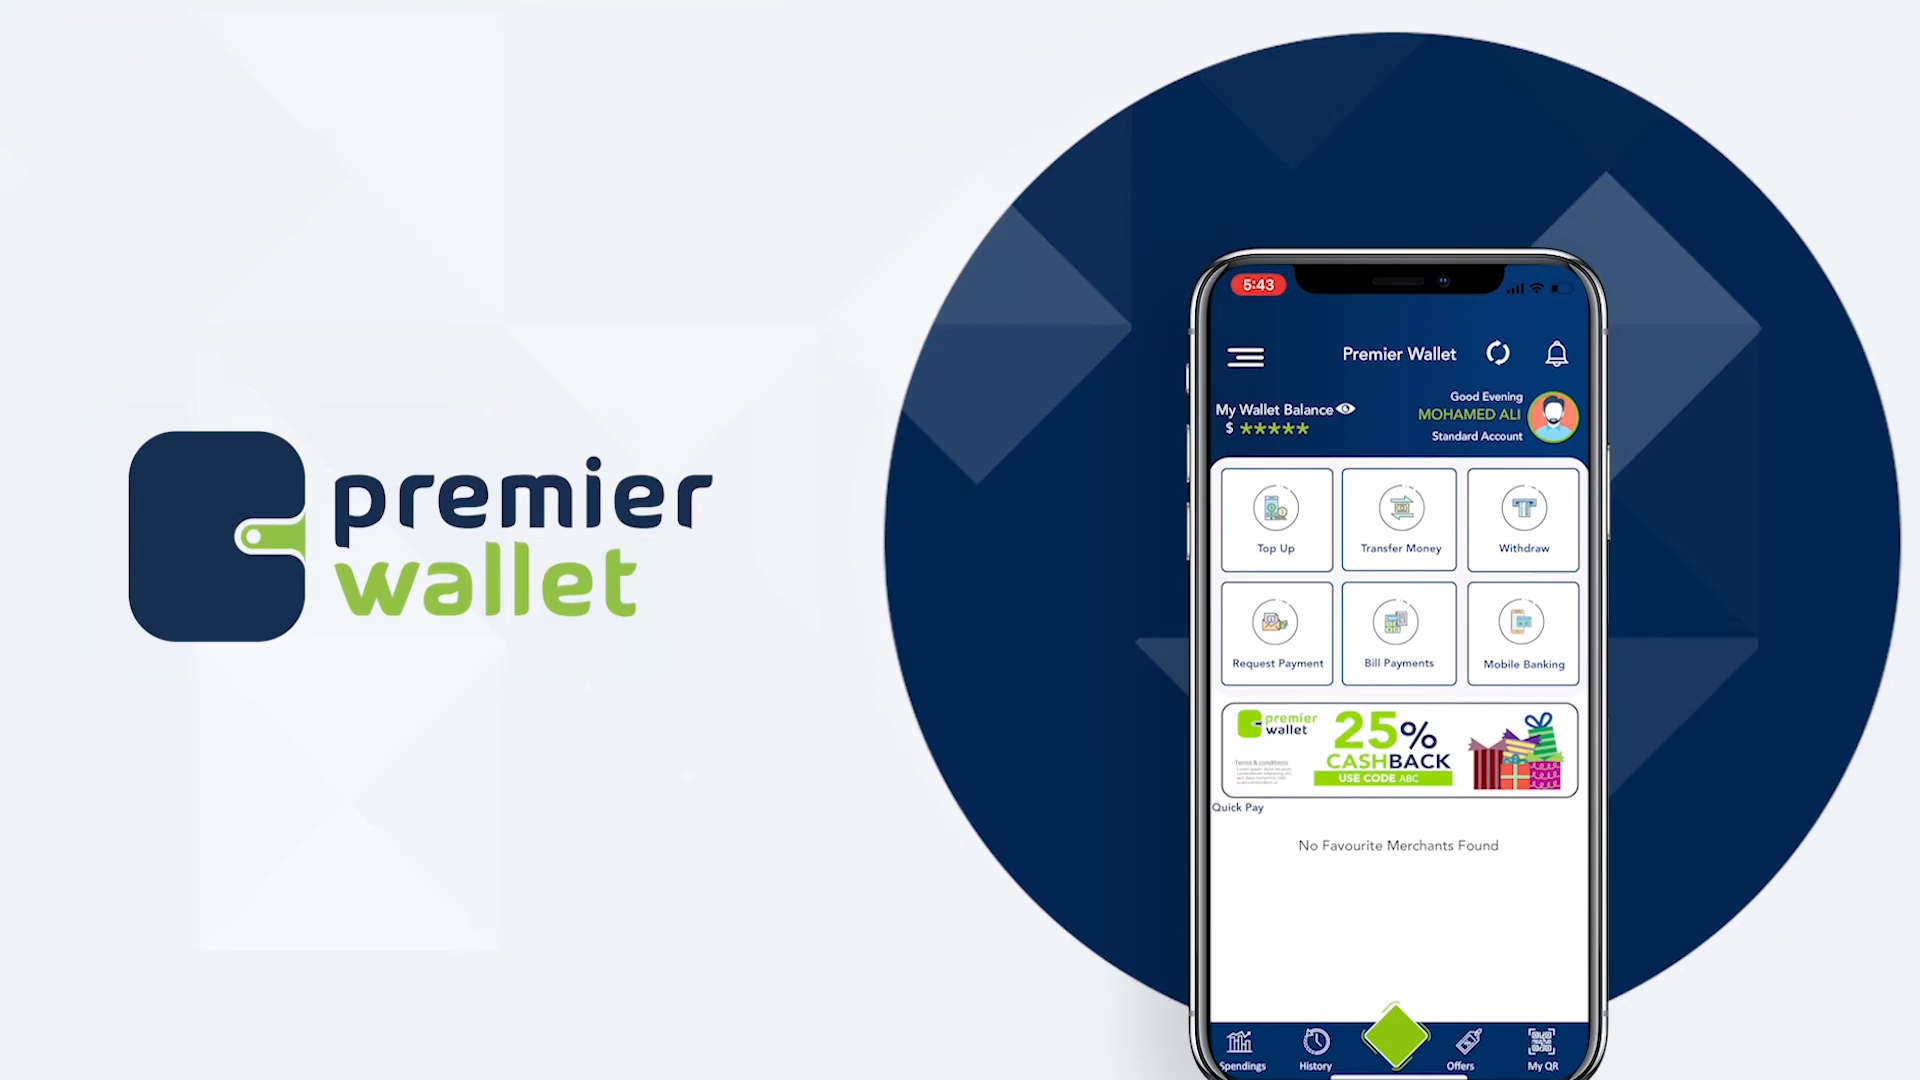 premier
wallet
5:43
Premier Wallet
My Wallet Balance
$ *****
Good Evening
MOHAMED ALI
Standard Account
Top Up
Transfer Money
Withdraw
Request Payment
Bill Payments
Mobile Banking
premier
wallet
Terms & conditions
25%
CASHBACK
USE CODE ABC
Quick Pay
No Favourite Merchants Found
Spendings
History
Offers
My QR